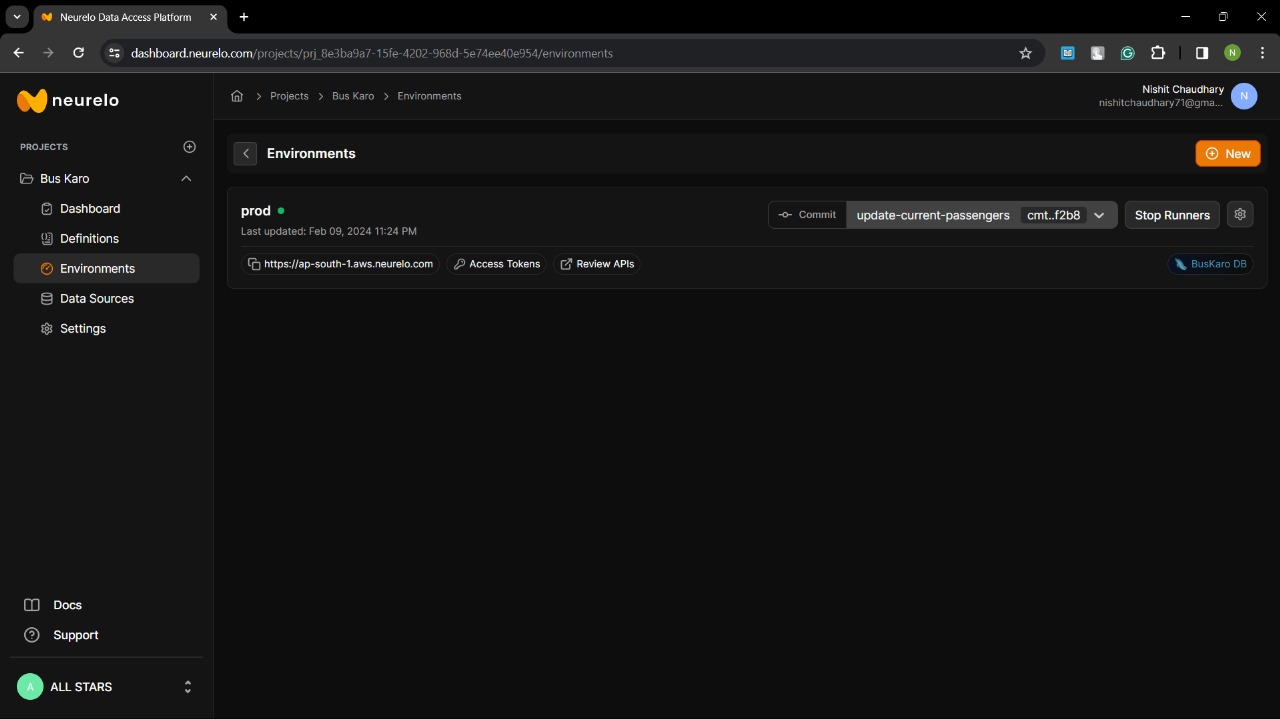 Neurelo Data Access Platform
dashboard.neurelo.com/projects/prj_8e3ba9a7-15fe-4202-968d-5e74ee40e954/environments
N
neurelo
Projects > Bus Karo > Environments
Nishit Chaudhary
nishitchaudhary71@gma...
N
PROJECTS
Bus Karo
Dashboard
Definitions
Environments
Data Sources
Settings
Environments
New
prod
Last updated: Feb 09, 2024 11:24 PM
Commit update-current-passengers cmt..f2b8
Stop Runners
https://ap-south-1.aws.neurelo.com
Access Tokens
Review APIs
BusKaro DB
Docs
Support
A ALL STARS